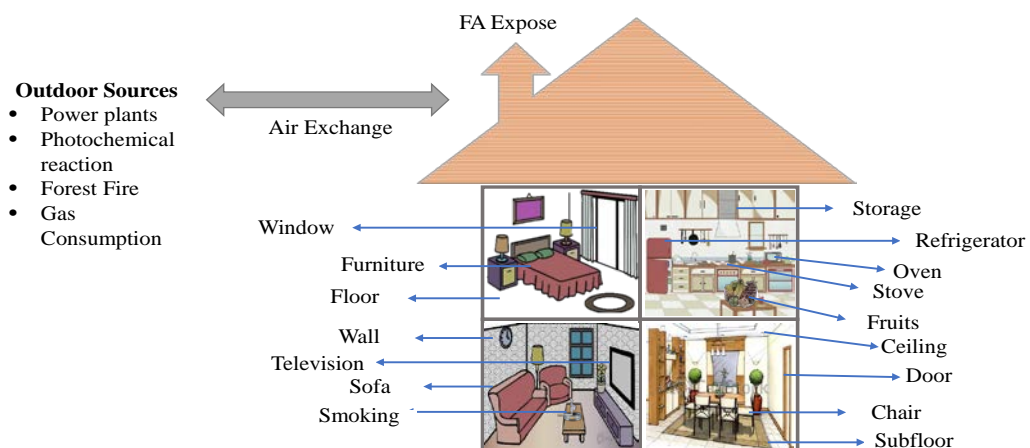 FA Expose
Outdoor Sources
• Power plants
• Photochemical
reaction
• Forest Fire
• Gas
Consumption
Air Exchange
Window
Furniture
Floor
Wall
Television
Sofa
Smoking
Storage
Refrigerator
Oven
Stove
Fruits
Ceiling
Door
Chair
Subfloor